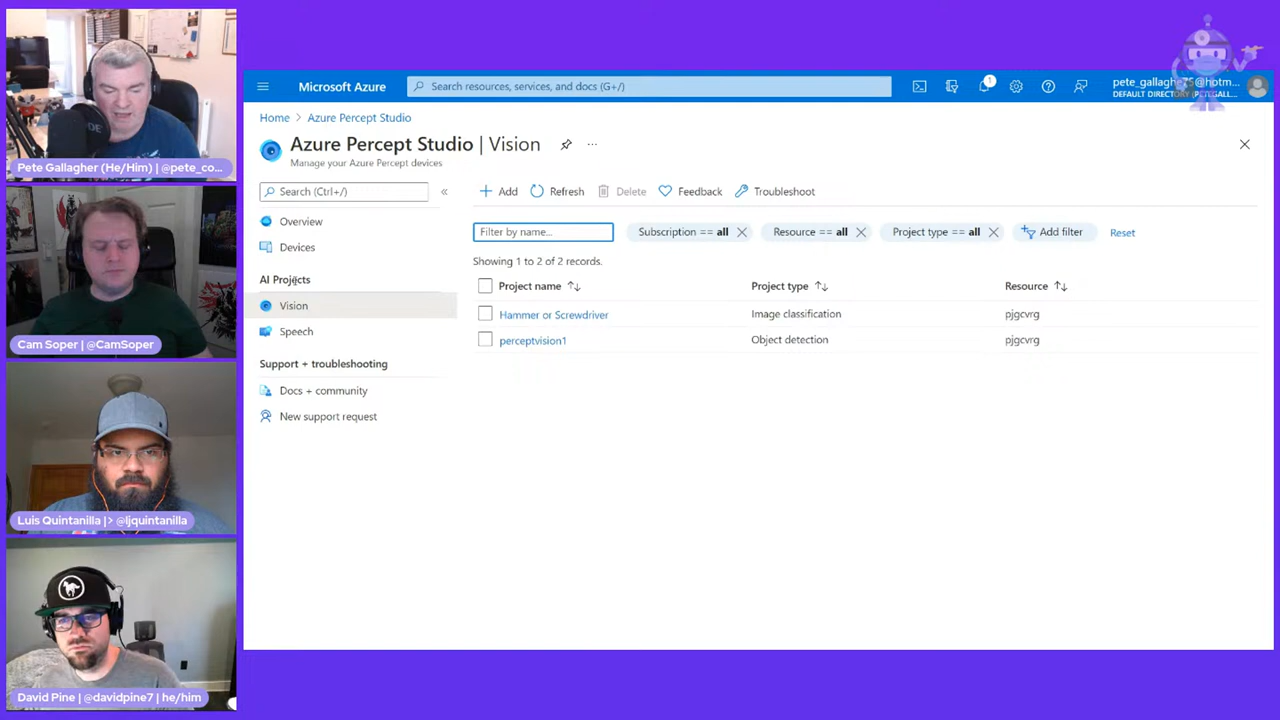 Pete Gallagher (He/Him) | @pete_co...
Cam Soper | @CamSoper
Luis Quintanilla |> @ljquintanilla
David Pine | @davidpine7 | he/him
Microsoft Azure
Search resources, services, and docs (G+/)
1
pete_gallaghe75@hotm...
DEFAULT DIRECTORY (PETEGALL...
Home > Azure Percept Studio
Azure Percept Studio | Vision
...
Manage your Azure Percept devices
Search (Ctrl+/)
«
Overview
Devices
AI Projects
Vision
Speech
Support + troubleshooting
Docs + community
New support request
Add
Refresh
Delete
Feedback
Troubleshoot
Filter by name...
Subscription == all
Resource == all
Project type == all
Add filter
Reset
Showing 1 to 2 of 2 records.
Project name ↑↓ Project type ↑↓ Resource ↑↓
Hammer or Screwdriver Image classification pjgcvrg
perceptvision1 Object detection pjgcvrg